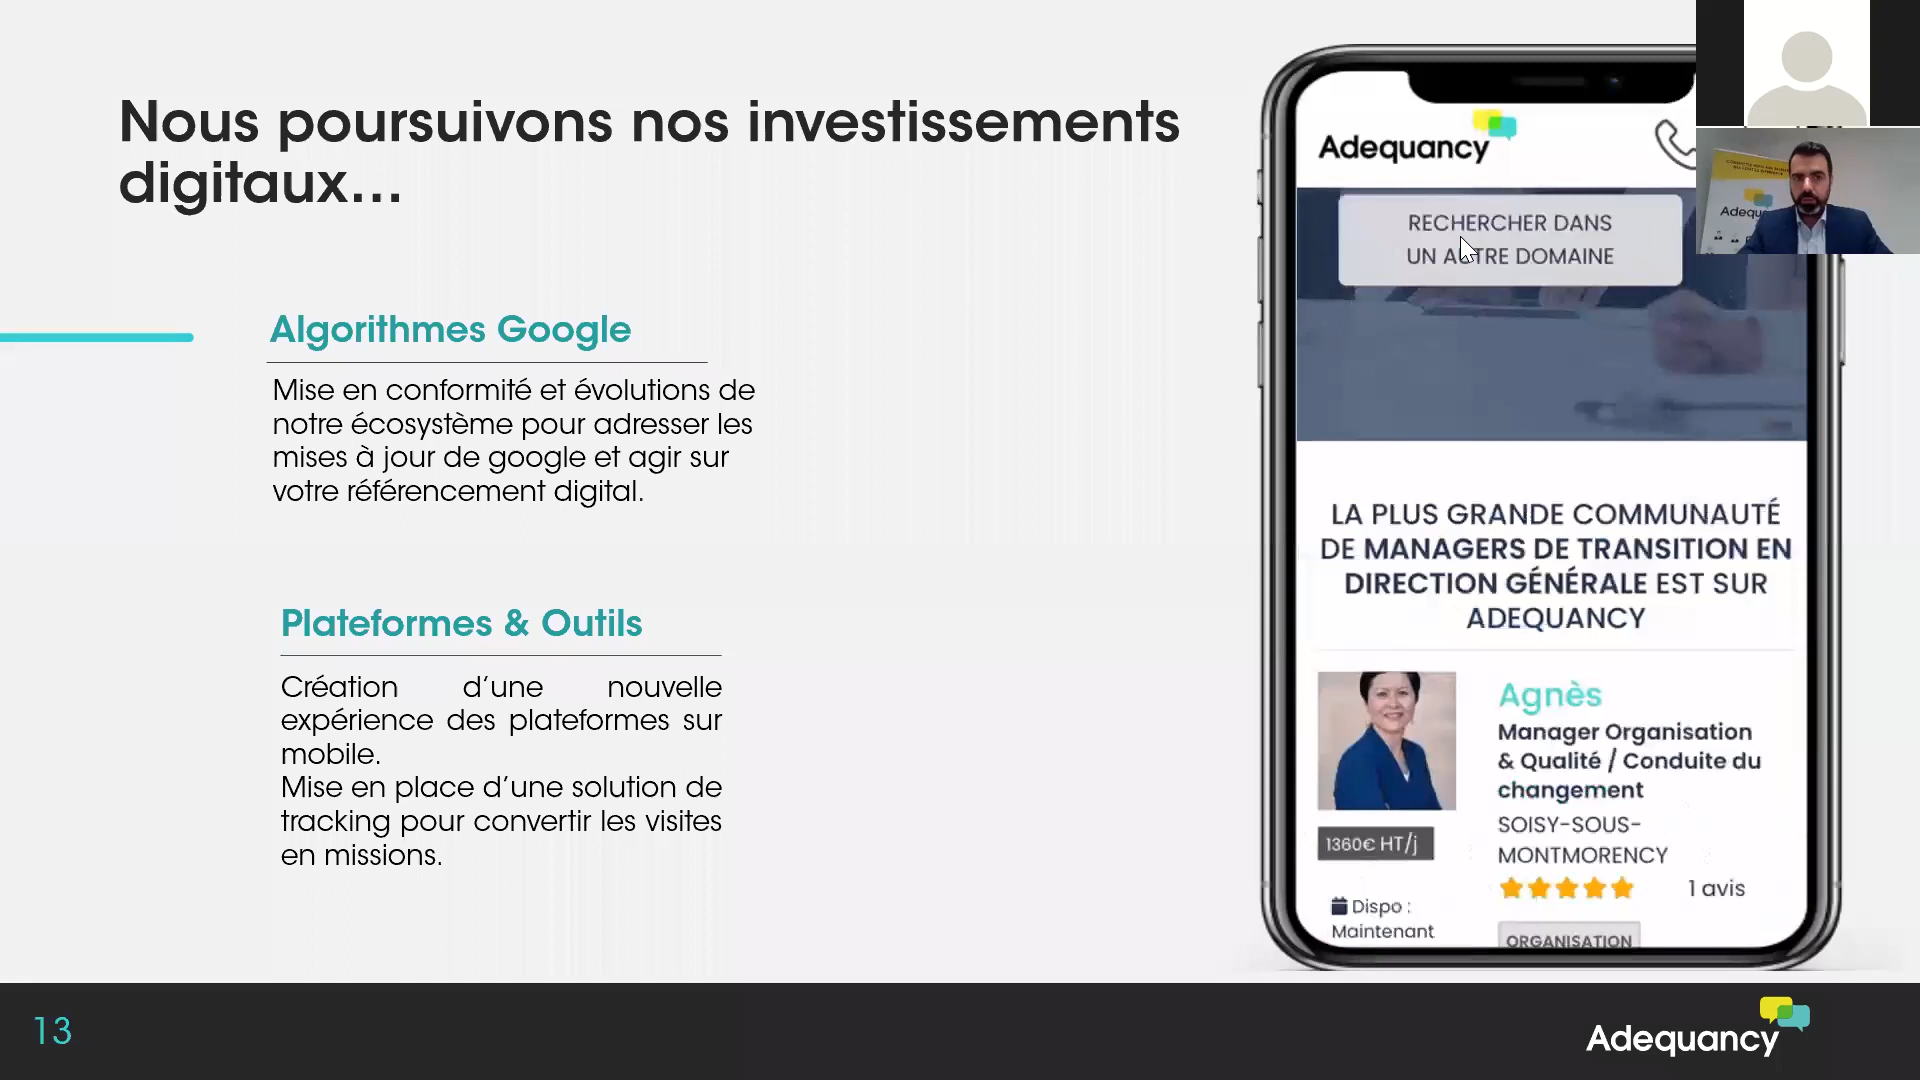 Nous poursuivons nos investissements
digitaux...
Algorithmes Google
Mise en conformité et évolutions de
notre écosystème pour adresser les
mises à jour de google et agir sur
votre référencement digital.
Plateformes & Outils
Création d’une nouvelle
expérience des plateformes sur
mobile.
Mise en place d’une solution de
tracking pour convertir les visites
en missions.
Adequancy
RECHERCHER DANS
UN AUTRE DOMAINE
LA PLUS GRANDE COMMUNAUTÉ
DE MANAGERS DE TRANSITION EN
DIRECTION GÉNÉRALE EST SUR
ADEQUANCY
Agnès
Manager Organisation
& Qualité / Conduite du
changement
SOISY-SOUS-
MONTMORENCY
1360€ HT/j
1 avis
Dispo :
Maintenant
ORGANISATION
Adequ
13
Adequancy